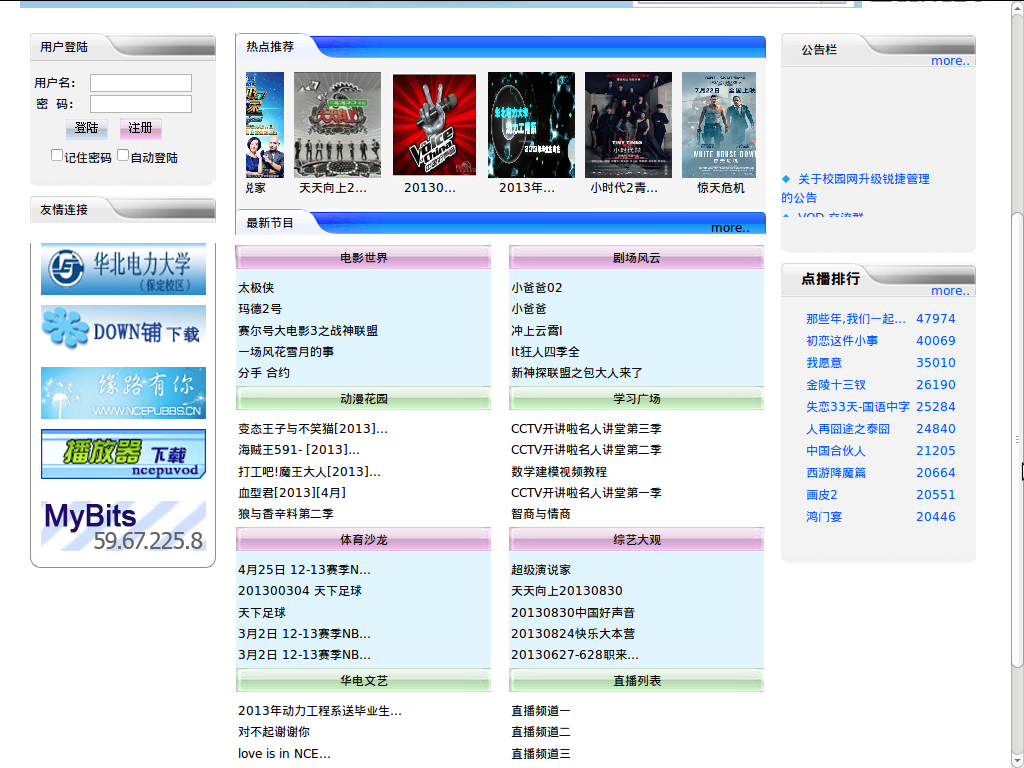 用户登陆
用户名：
密 码：
登陆 注册
记住密码 自动登陆
友情连接
华北电力大学
（保定校区）
DOWN铺 下载
缘路有你
WWW.NCEPUBBS.CN
播放器 下载
ncepuvod
MyBits
59.67.225.8
热点推荐
说家 天天向上2... 20130... 2013年... 小时代2青... 惊天危机
最新节目
more..
电影世界
太极侠
玛德2号
赛尔号大电影3之战神联盟
一场风花雪月的事
分手 合约
剧场风云
小爸爸02
小爸爸
冲上云霄I
It狂人四季全
新神探联盟之包大人来了
动漫花园
变态王子与不笑猫[2013]...
海贼王591- [2013]...
打工吧!魔王大人[2013]...
血型君[2013][4月]
狼与香辛料第二季
学习广场
CCTV开讲啦名人讲堂第三季
CCTV开讲啦名人讲堂第二季
数学建模视频教程
CCTV开讲啦名人讲堂第一季
智商与情商
体育沙龙
4月25日 12-13赛季N...
201300304 天下足球
天下足球
3月2日 12-13赛季NB...
3月2日 12-13赛季NB...
综艺大观
超级演说家
天天向上20130830
20130830中国好声音
20130824快乐大本营
20130627-628职来...
华电文艺
2013年动力工程系送毕业生...
对不起谢谢你
love is in NCE...
直播列表
直播频道一
直播频道二
直播频道三
公告栏
more..
关于校园网升级锐捷管理
的公告
VOD 交流群
点播排行
more..
那些年,我们一起... 47974
初恋这件小事 40069
我愿意 35010
金陵十三钗 26190
失恋33天-国语中字 25284
人再囧途之泰囧 24840
中国合伙人 21205
西游降魔篇 20664
画皮2 20551
鸿门宴 20446